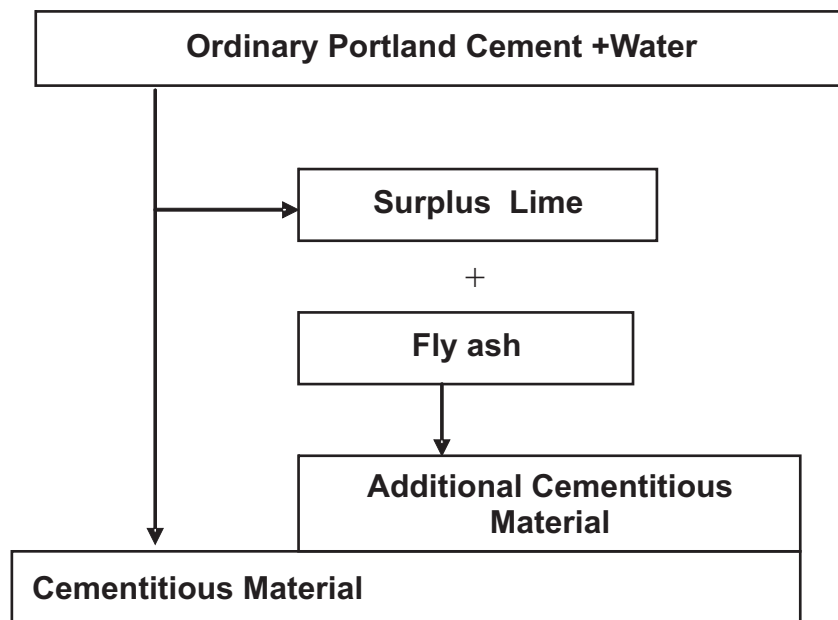 Ordinary Portland Cement +Water
Surplus Lime
+
Fly ash
Additional Cementitious
Material
Cementitious Material